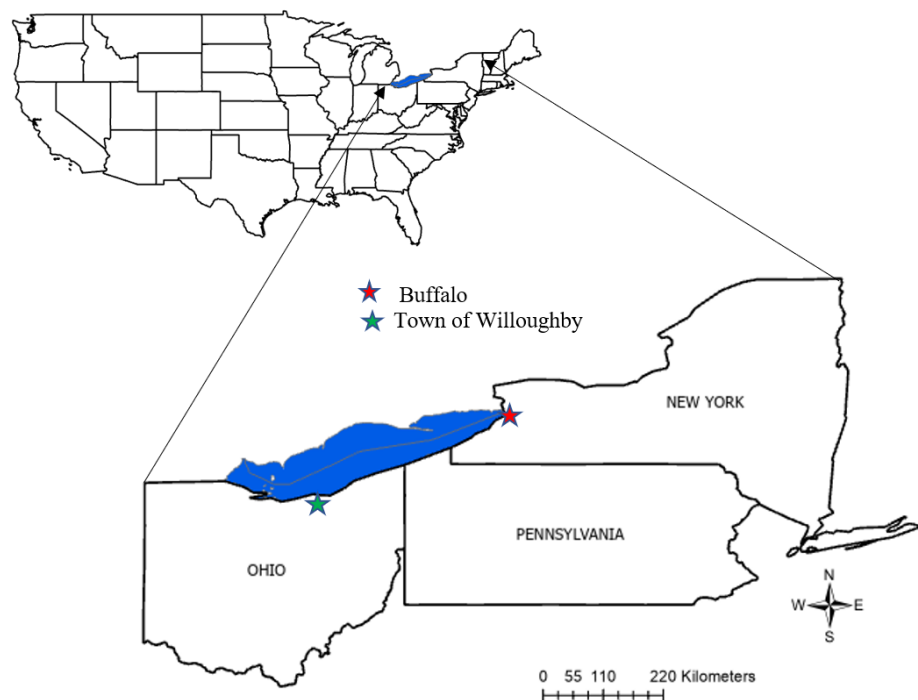 Buffalo
Town of Willoughby
NEW YORK
PENNSYLVANIA
OHIO
N
W E
S
0 55 110 220 Kilometers